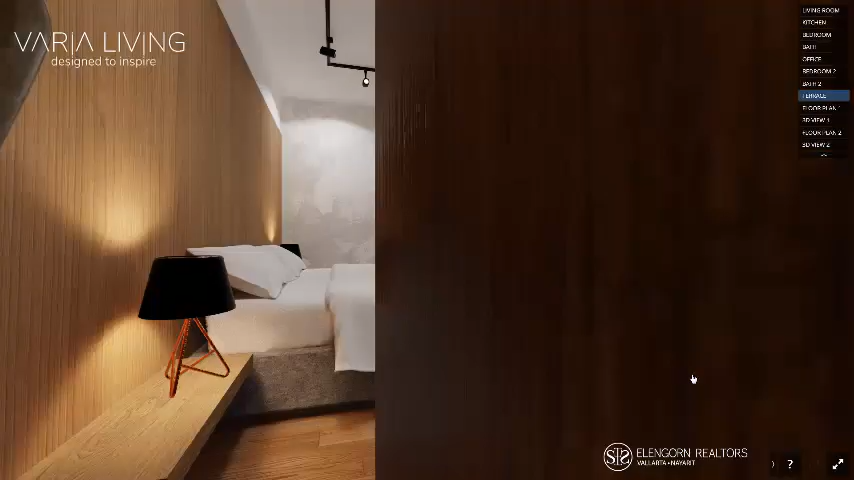 VARIA LIVING
designed to inspire
LIVING ROOM
KITCHEN
BEDROOM
BATH
OFFICE
BEDROOM 2
BATH 2
TERRACE
FLOOR PLAN
3D VIEW 1
FLOOR PLAN 2
3D VIEW 2
ELENGORN REALTORS
VALLARTA • NAYARIT
?